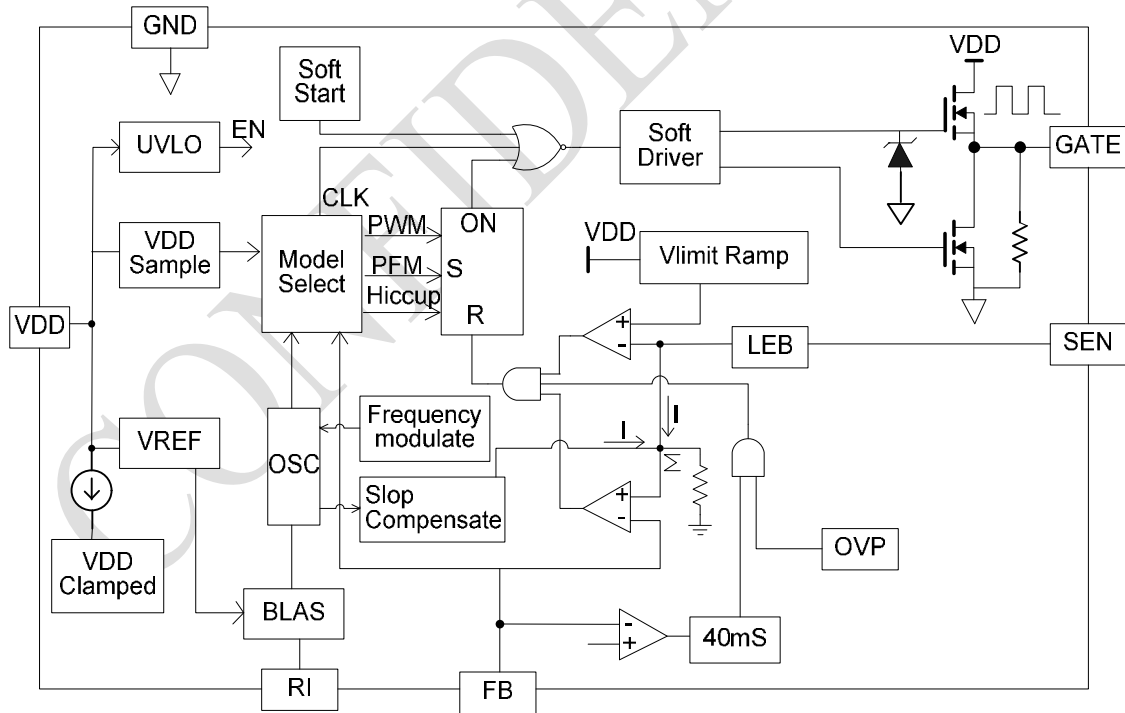 GND
VDD
Soft
Start
EN
UVLO
Soft
Driver
GATE
CLK
VDD
Sample
Model
Select
PWM
PFM
Hiccup
ON
S
R
VDD
Vlimit Ramp
VDD
+
-
LEB
SEN
VREF
OSC
Frequency
modulate
I
I
Σ
Slop
Compensate
+
-
OVP
VDD
Clamped
BLAS
-
+
40mS
RI
FB
CONFIDE